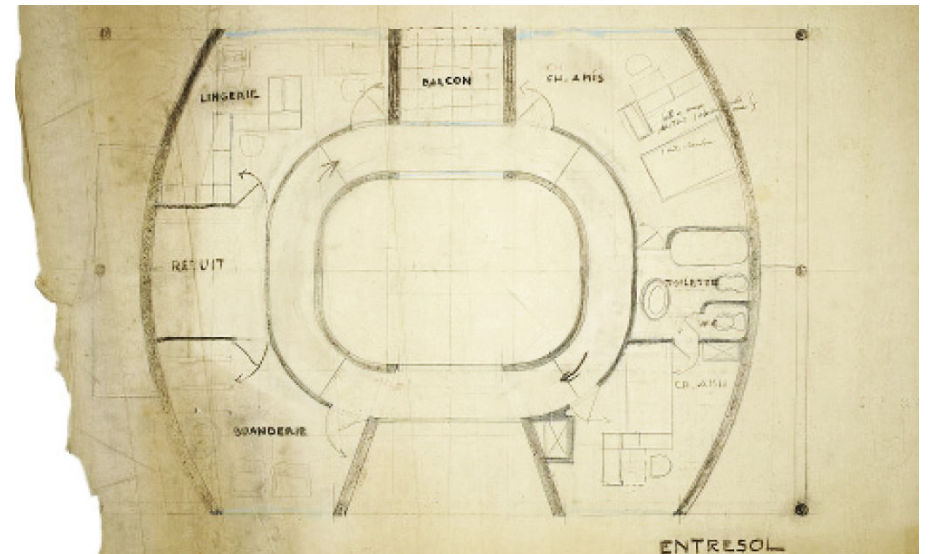 LINGERIE
BALCON
CH. AMIS
REDUIT
TOILETTE
W.C.
CH. AMIS
BUANDERIE
ENTRESOL